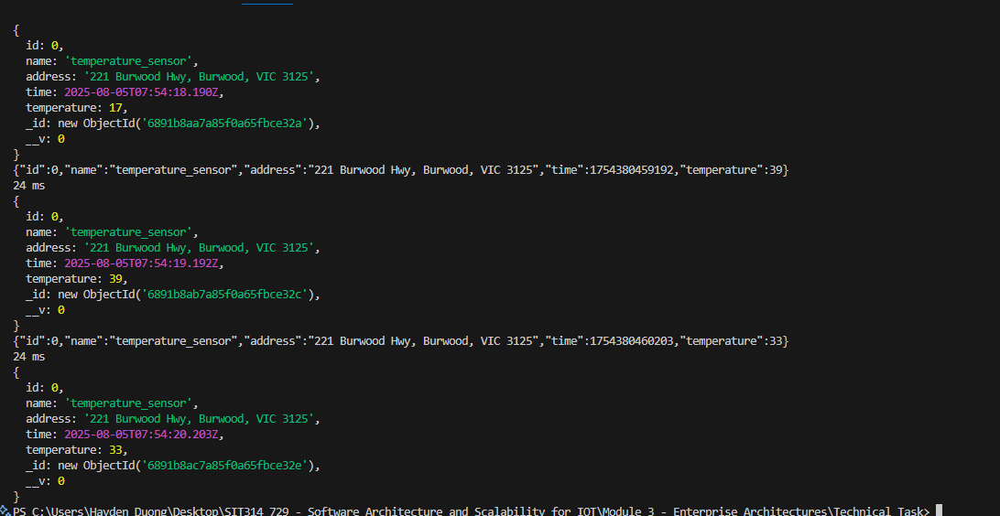 {
  id: 0,
  name: 'temperature_sensor',
  address: '221 Burwood Hwy, Burwood, VIC 3125',
  time: 2025-08-05T07:54:18.190Z,
  temperature: 17,
  _id: new ObjectId('6891b8aa7a85f0a65fbce32a'),
  __v: 0
}
{"id":0,"name":"temperature_sensor","address":"221 Burwood Hwy, Burwood, VIC 3125","time":1754380459192,"temperature":39}
24 ms
{
  id: 0,
  name: 'temperature_sensor',
  address: '221 Burwood Hwy, Burwood, VIC 3125',
  time: 2025-08-05T07:54:19.192Z,
  temperature: 39,
  _id: new ObjectId('6891b8ab7a85f0a65fbce32c'),
  __v: 0
}
{"id":0,"name":"temperature_sensor","address":"221 Burwood Hwy, Burwood, VIC 3125","time":1754380460203,"temperature":33}
24 ms
{
  id: 0,
  name: 'temperature_sensor',
  address: '221 Burwood Hwy, Burwood, VIC 3125',
  time: 2025-08-05T07:54:20.203Z,
  temperature: 33,
  _id: new ObjectId('6891b8ac7a85f0a65fbce32e'),
  __v: 0
}
PS C:\Users\Hayden Duong\Desktop\SIT314_729 - Software Architecture and Scalability for IOT\Module 3 - Enterprise Architectures\Technical Task>